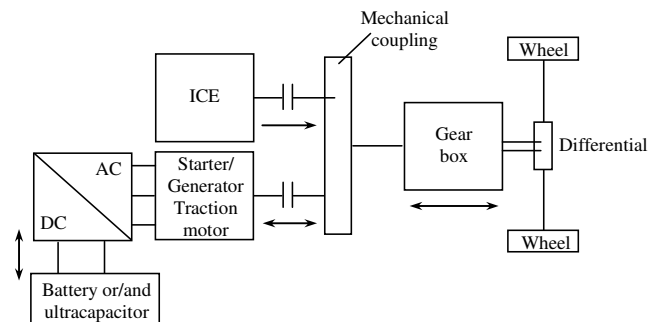 Mechanical
coupling
Wheel
ICE
Gear
box
Differential
AC
DC
Starter/
Generator
Traction
motor
Wheel
Battery or/and
ultracapacitor